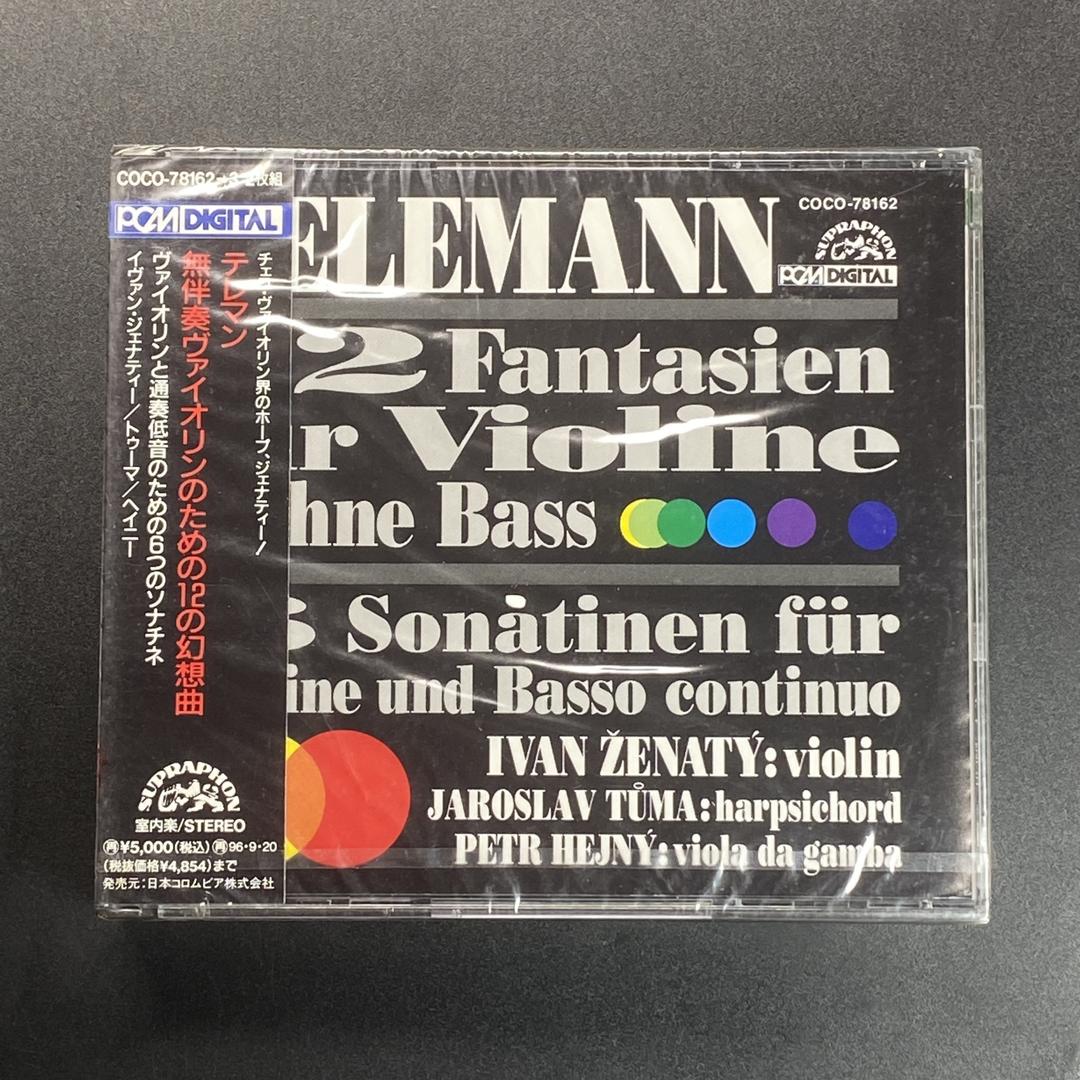 COCO-78162→3 2枚組
PCM DIGITAL
チェコ・ヴァイオリン界のホープ、ジェナティー!
テレマン
無伴奏ヴァイオリンのための12の幻想曲
ヴァイオリンと通奏低音のための6つのソナチネ
イヴァン・ジェナティー/トゥーマ/ヘイニー
SUPRAPHON
室内楽/STEREO
再¥5,000(税込)再96・9・20
(税抜価格¥4,854)まで
発売元:日本コロムビア株式会社
ELEMANN
COCO-78162
SUPRAPHON
PCM DIGITAL
2 Fantasien
r Violine
hne Bass
6 Sonatinen für
ine und Basso continuo
IVAN ŽENATÝ: violin
JAROSLAV TŮMA: harpsichord
PETR HEJNÝ: viola da gamba